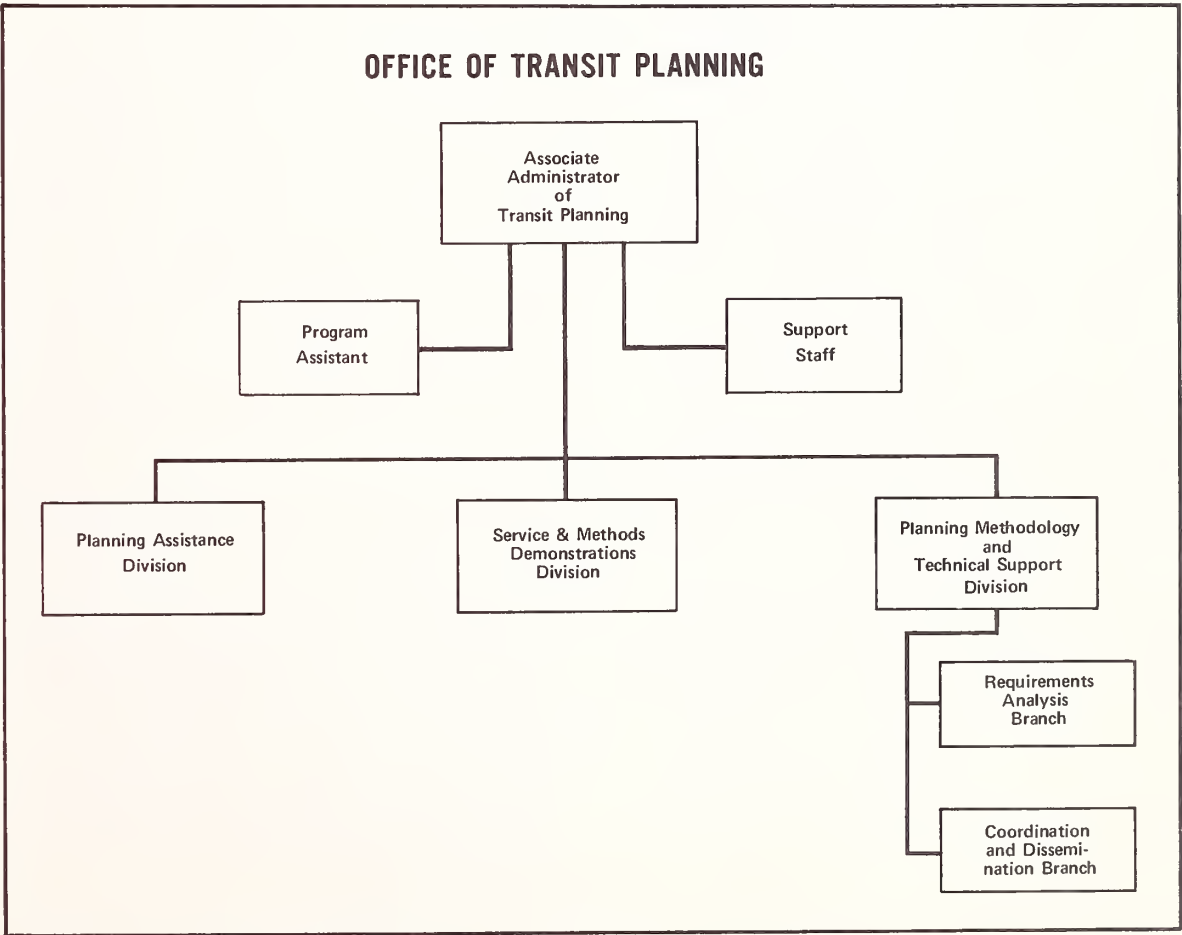 OFFICE OF TRANSIT PLANNING
Associate
Administrator
of
Transit Planning
Program
Assistant
Support
Staff
Planning Assistance
Division
Service & Methods
Demonstrations
Division
Planning Methodology
and
Technical Support
Division
Requirements
Analysis
Branch
Coordination
and Dissemi-
nation Branch